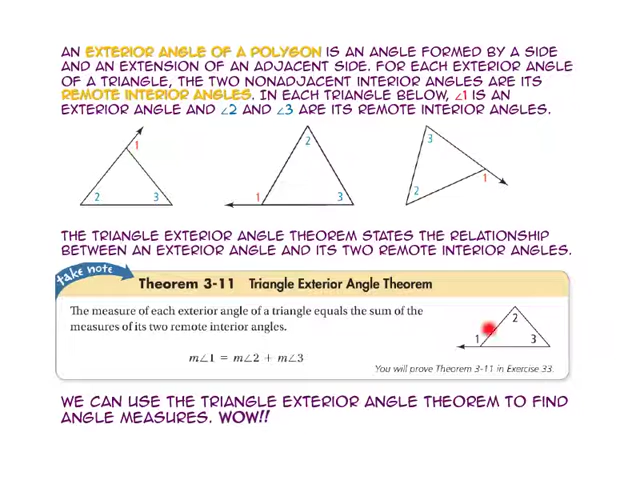 AN EXTERIOR ANGLE OF A POLYGON IS AN ANGLE FORMED BY A SIDE
AND AN EXTENSION OF AN ADJACENT SIDE. FOR EACH EXTERIOR ANGLE
OF A TRIANGLE, THE TWO NONADJACENT INTERIOR ANGLES ARE ITS
REMOTE INTERIOR ANGLES. IN EACH TRIANGLE BELOW, ∠1 IS AN
EXTERIOR ANGLE AND ∠2 AND ∠3 ARE ITS REMOTE INTERIOR ANGLES.
1
2 3
2
1 3
3
1
2
THE TRIANGLE EXTERIOR ANGLE THEOREM STATES THE RELATIONSHIP
BETWEEN AN EXTERIOR ANGLE AND ITS TWO REMOTE INTERIOR ANGLES.
take note
Theorem 3-11 Triangle Exterior Angle Theorem
The measure of each exterior angle of a triangle equals the sum of the
measures of its two remote interior angles.
m∠1 = m∠2 + m∠3
2
1 3
You will prove Theorem 3-11 in Exercise 33.
WE CAN USE THE TRIANGLE EXTERIOR ANGLE THEOREM TO FIND
ANGLE MEASURES. WOW!!